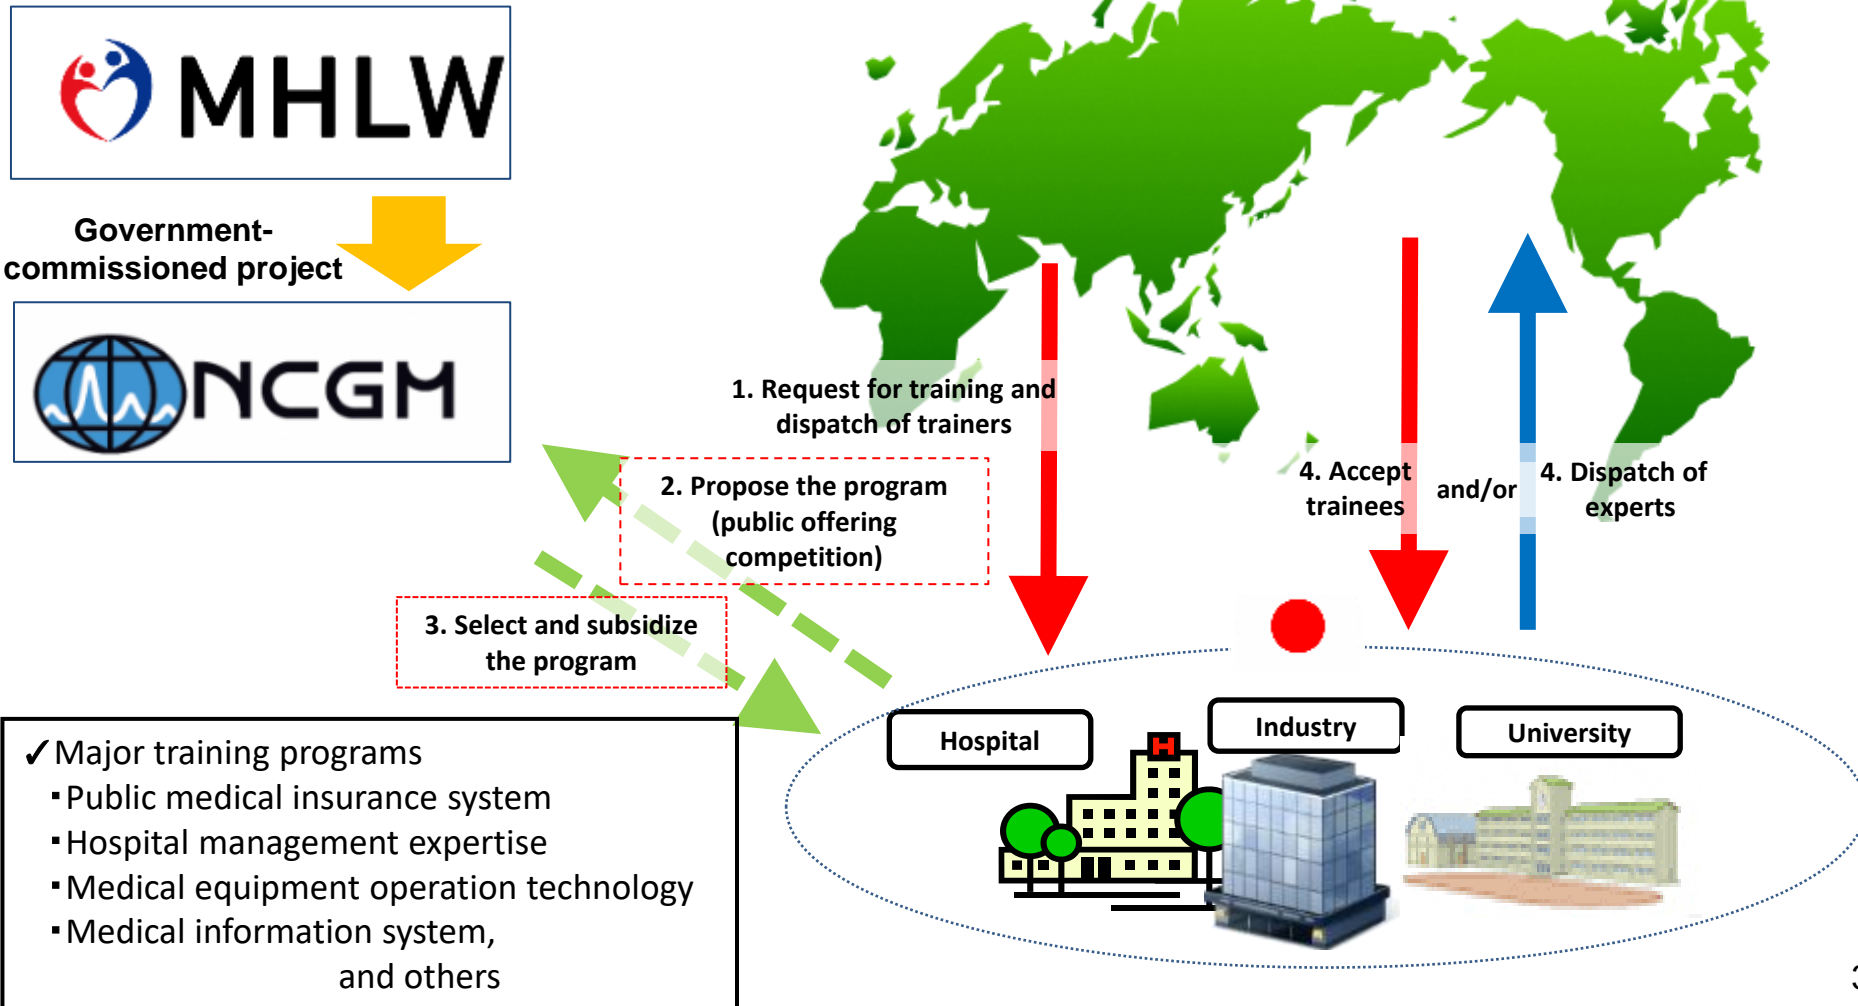 MHLW
Government-
commissioned project
NCGM
1. Request for training and
dispatch of trainers
2. Propose the program
(public offering
competition)
3. Select and subsidize
the program
4. Accept
trainees
and/or
4. Dispatch of
experts
Hospital
Industry
University
H
✓Major training programs
▪Public medical insurance system
▪Hospital management expertise
▪Medical equipment operation technology
▪Medical information system,
and others